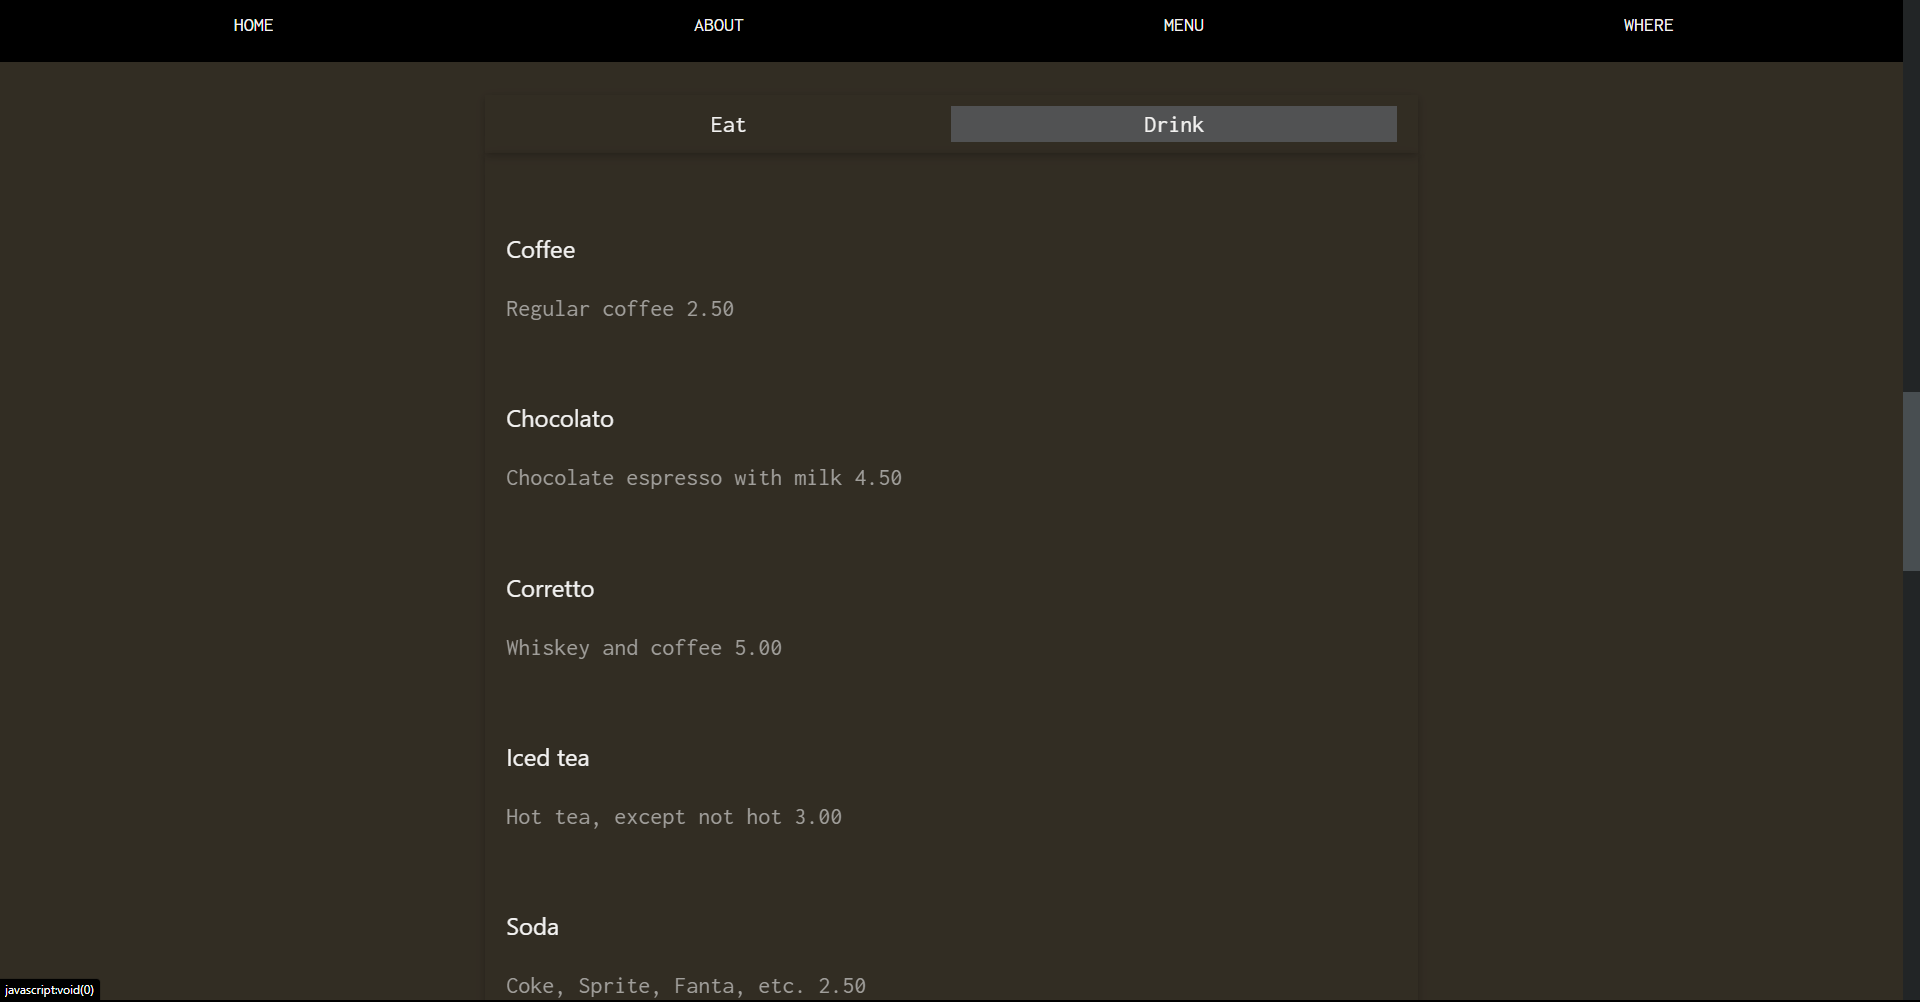 HOME ABOUT MENU WHERE
Eat Drink
Coffee
Regular coffee 2.50
Chocolato
Chocolate espresso with milk 4.50
Corretto
Whiskey and coffee 5.00
Iced tea
Hot tea, except not hot 3.00
Soda
Coke, Sprite, Fanta, etc. 2.50
javascript:void(0)